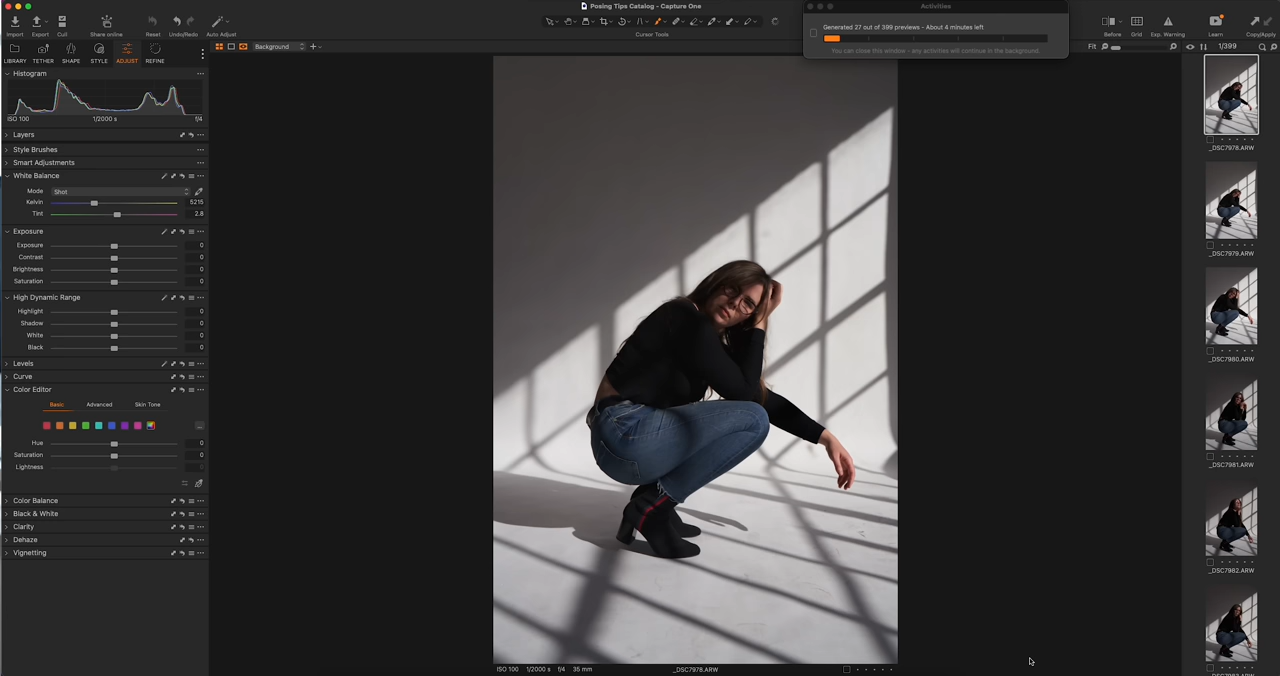 Posing Tips Catalog - Capture One
Activities
Generated 27 out of 399 previews - About 4 minutes left
You can close this window - any activities will continue in the background.
Import
Export
Cull
Share online
Reset
Undo/Redo
Auto Adjust
Cursor Tools
Before
Grid
Exp. Warning
Learn
Copy/Apply
LIBRARY
TETHER
SHAPE
STYLE
ADJUST
REFINE
Background
Fit
1/399
Histogram
ISO 100
1/2000 s
f/4
Layers
Style Brushes
Smart Adjustments
White Balance
Mode
Shot
Kelvin
5215
Tint
2.8
Exposure
Exposure
0
Contrast
0
Brightness
0
Saturation
0
High Dynamic Range
Highlight
0
Shadow
0
White
0
Black
0
Levels
Curve
Color Editor
Basic
Advanced
Skin Tone
Hue
0
Saturation
0
Lightness
Color Balance
Black & White
Clarity
Dehaze
Vignetting
ISO 100
1/2000 s
f/4
35 mm
_DSC7978.ARW
_DSC7978.ARW
_DSC7979.ARW
_DSC7980.ARW
_DSC7981.ARW
_DSC7982.ARW